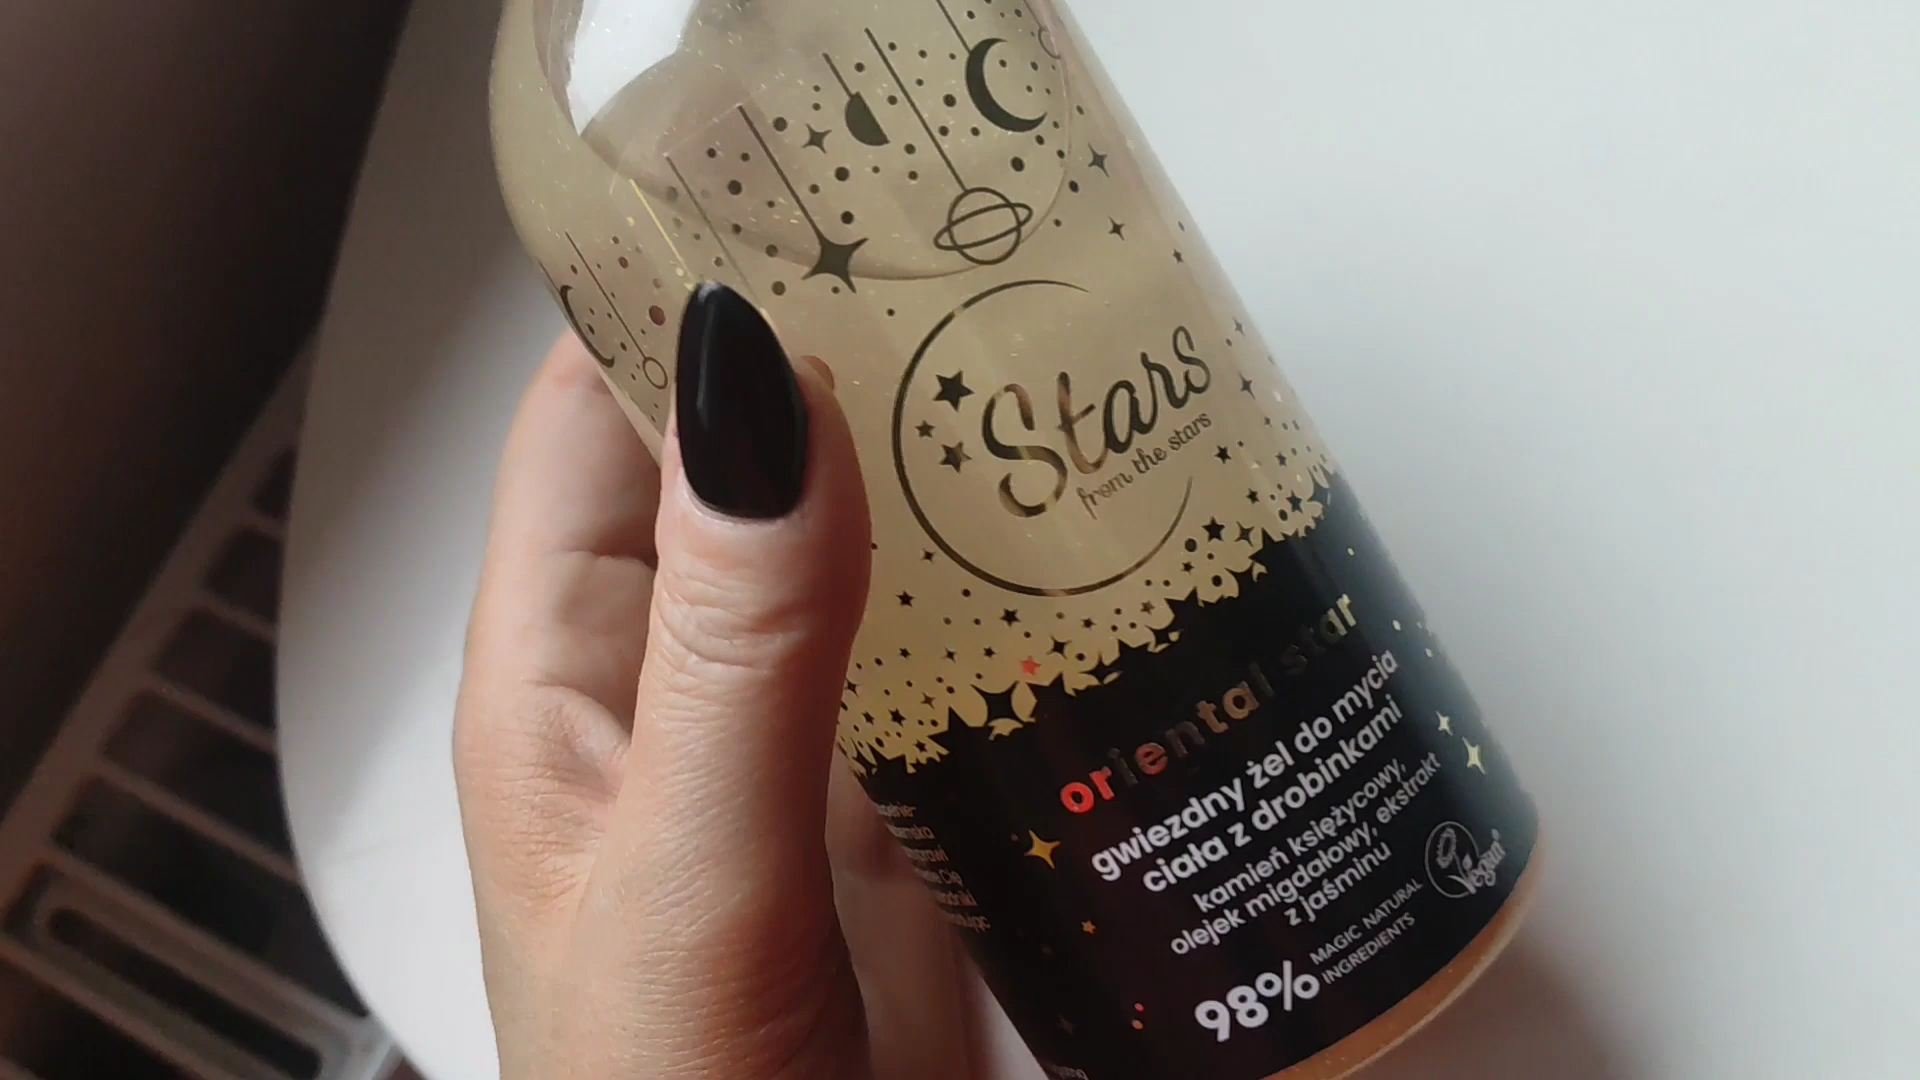 Stars
from the stars
oriental star
gwiezdny żel do mycia
ciała z drobinkami
kamień księżycowy,
olejek migdałowy, ekstrakt
z jaśminu
98% MAGIC NATURAL
INGREDIENTS
Vegan